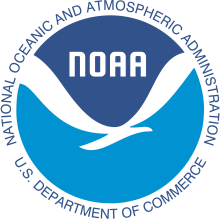 NATIONAL OCEANIC AND ATMOSPHERIC ADMINISTRATION
NOAA
U.S. DEPARTMENT OF COMMERCE